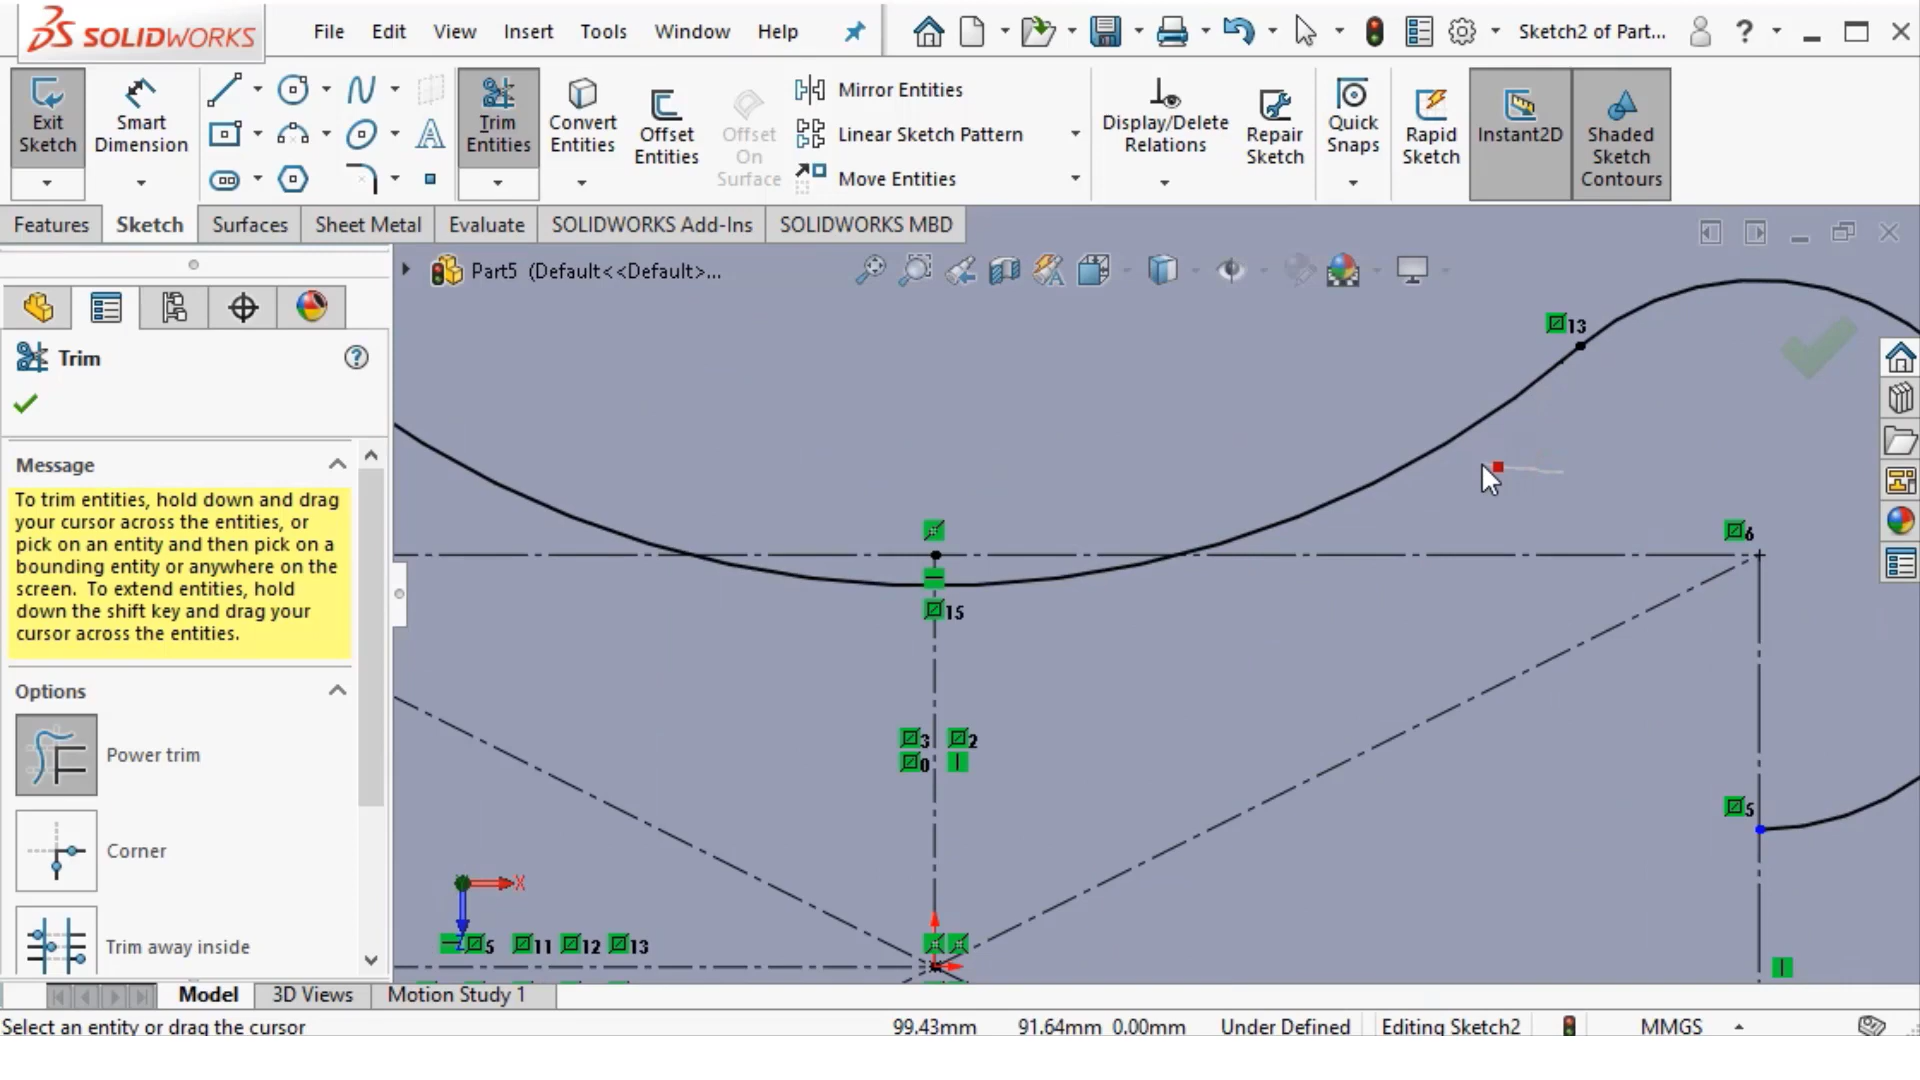 SOLIDWORKS File Edit View Insert Tools Window Help Sketch2 of Part... ?
Exit Sketch
Smart Dimension
Trim Entities
Convert Entities
Offset Entities
Offset On Surface
Mirror Entities
Linear Sketch Pattern
Move Entities
Display/Delete Relations
Repair Sketch
Quick Snaps
Rapid Sketch
Instant2D
Shaded Sketch Contours
Features Sketch Surfaces Sheet Metal Evaluate SOLIDWORKS Add-Ins SOLIDWORKS MBD
Part5 (Default<<Default>...
Trim
Message
To trim entities, hold down and drag
your cursor across the entities, or
pick on an entity and then pick on a
bounding entity or anywhere on the
screen. To extend entities, hold
down the shift key and drag your
cursor across the entities.
Options
Power trim
Corner
Trim away inside
13
6
15
3 2
0
5
X
5 11 12 13
Model 3D Views Motion Study 1
Select an entity or drag the cursor 99.43mm 91.64mm 0.00mm Under Defined Editing Sketch2 MMGS